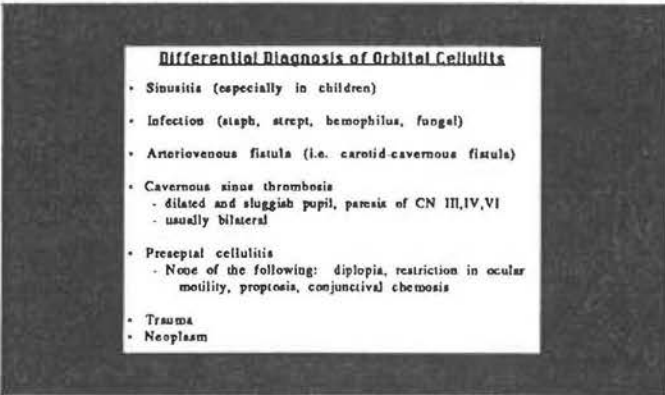 Differential Diagnosis of Orbital Cellulits
• Sinusitis (especially in children)
• Infection (staph, strept, hemophilus, fungal)
• Arteriovenous fistula (i.e. carotid-cavernous fistula)
• Cavernous sinus thrombosis
- dilated and sluggish pupil, paresis of CN III,IV,VI
- usually bilateral
• Preseptal cellulitis
- None of the following: diplopia, restriction in ocular
motility, proptosis, conjunctival chemosis
• Trauma
• Neoplasm